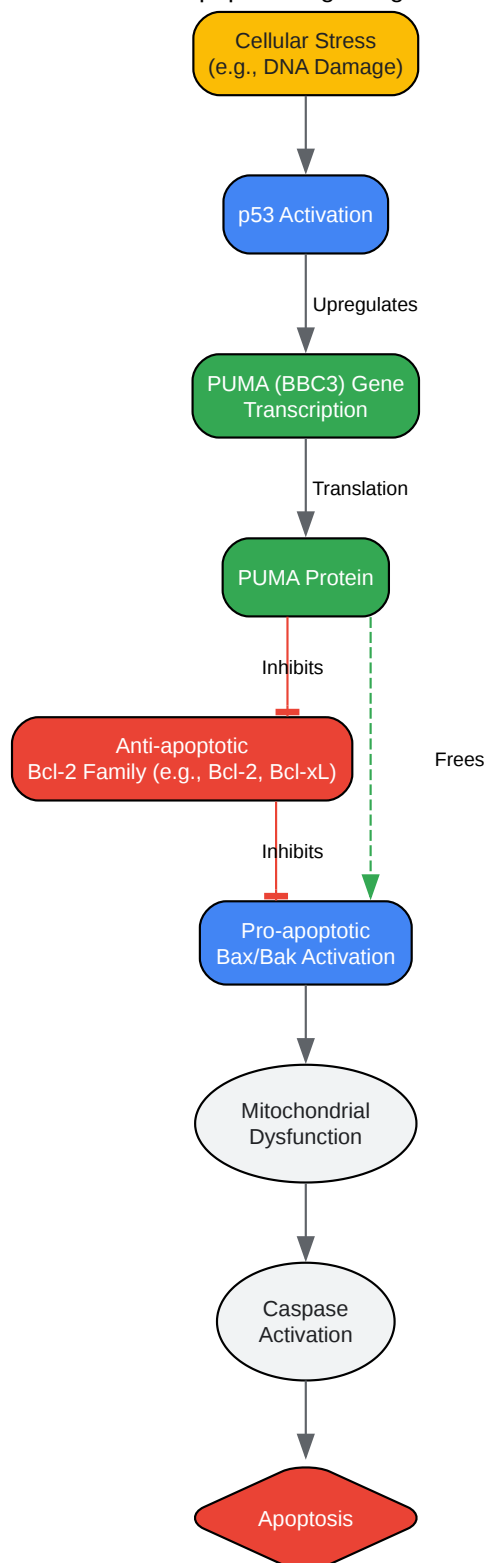 Cellular Stress
(e.g., DNA Damage)
p53 Activation
Upregulates
PUMA (BBC3) Gene
Transcription
Translation
PUMA Protein
Inhibits
Anti-apoptotic
Bcl-2 Family (e.g., Bcl-2, Bcl-xL)
Frees
Inhibits
Pro-apoptotic
Bax/Bak Activation
Mitochondrial
Dysfunction
Caspase
Activation
Apoptosis